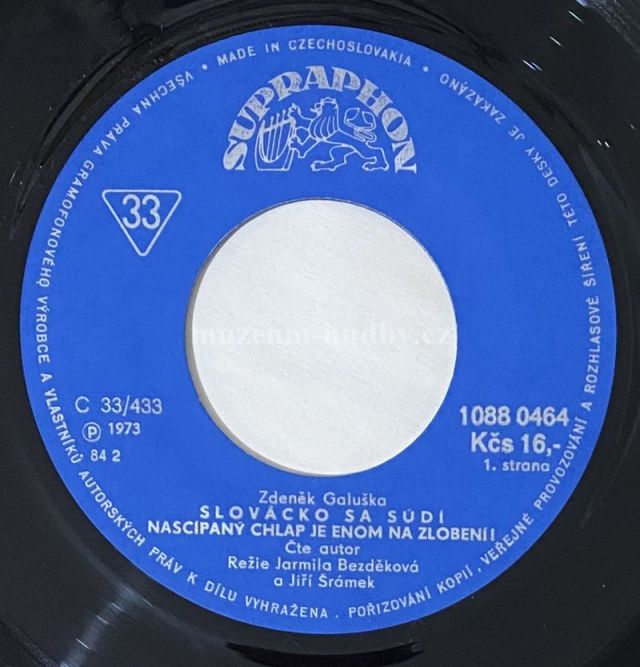 VŠECHNA PRÁVA GRAMOFONOVÉHO VÝROBCE A VLASTNÍKŮ AUTORSKÝCH PRÁV K DÍLU VYHRAŽENA . POŘIZOVÁNÍ KOPIÍ, VEŘEJNÉ PROVOZOVÁNÍ A ROZHLASOVÉ ŠÍŘENÍ TÉTO DESKY JE ZAKÁZÁNO
• MADE IN CZECHOSLOVAKIA •
SUPRAPHON
33
muzeum-hudby.cz
C 33/433
Ⓟ 1973
84 2
1088 0464
Kčs 16,-
1. strana
Zdeněk Galuška
SLOVÁCKO SA SÚDÍ
NASCÍPANÝ CHLAP JE ENOM NA ZLOBENÍ!
Čte autor
Režie Jarmila Bezděková
a Jiří Šrámek